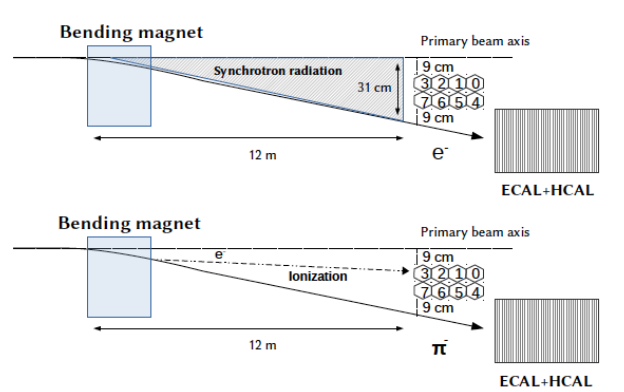 Bending magnet
Primary beam axis
Synchrotron radiation
9 cm
31 cm
3 2 1 0
7 6 5 4
9 cm
12 m
e-
ECAL+HCAL
Bending magnet
Primary beam axis
e-
9 cm
Ionization
3 2 1 0
7 6 5 4
9 cm
12 m
π-
ECAL+HCAL